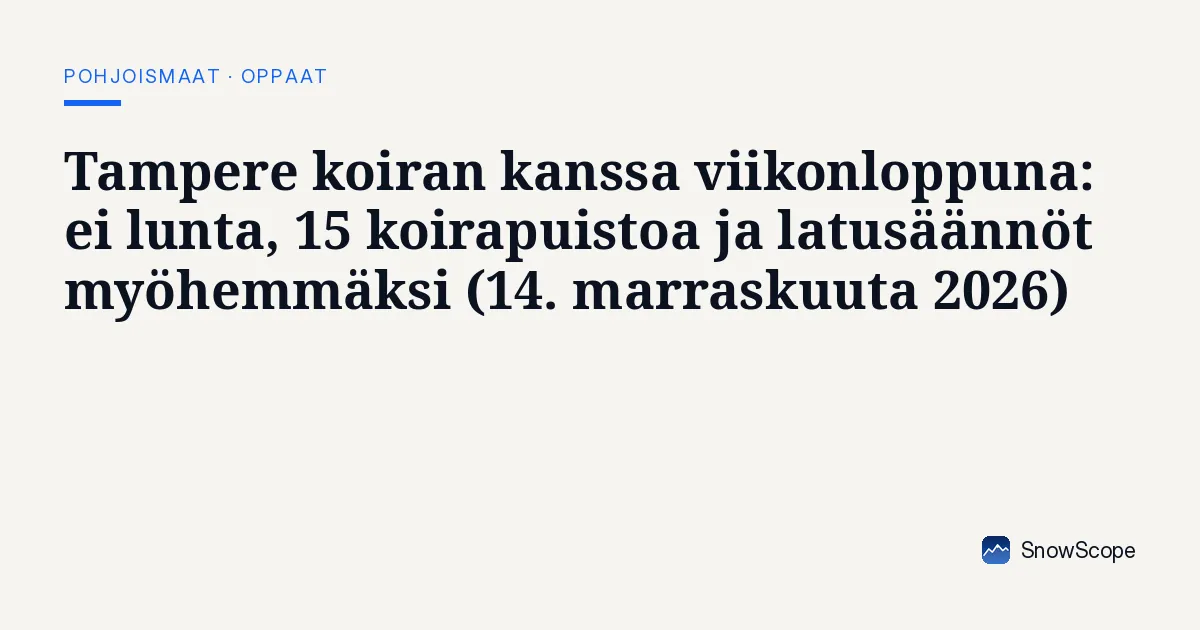 POHJOISMAAT · OPPAAT
Tampere koiran kanssa viikonloppuna:
ei lunta, 15 koirapuistoa ja latusäännöt
myöhemmäksi (14. marraskuuta 2026)
SnowScope